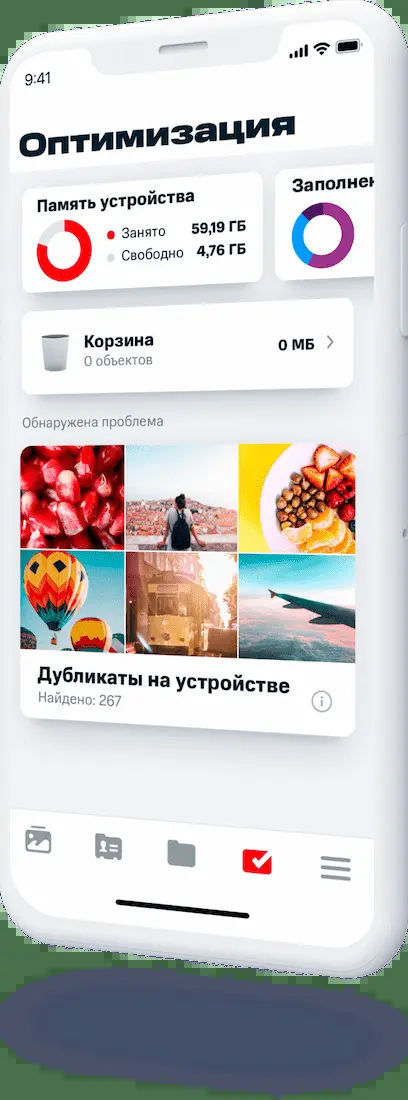 9:41
Оптимизация
Память устройства
Занято 59,19 ГБ
Свободно 4,76 ГБ
Корзина
0 объектов
0 МБ
Обнаружена проблема
Дубликаты на устройстве
Найдено: 267